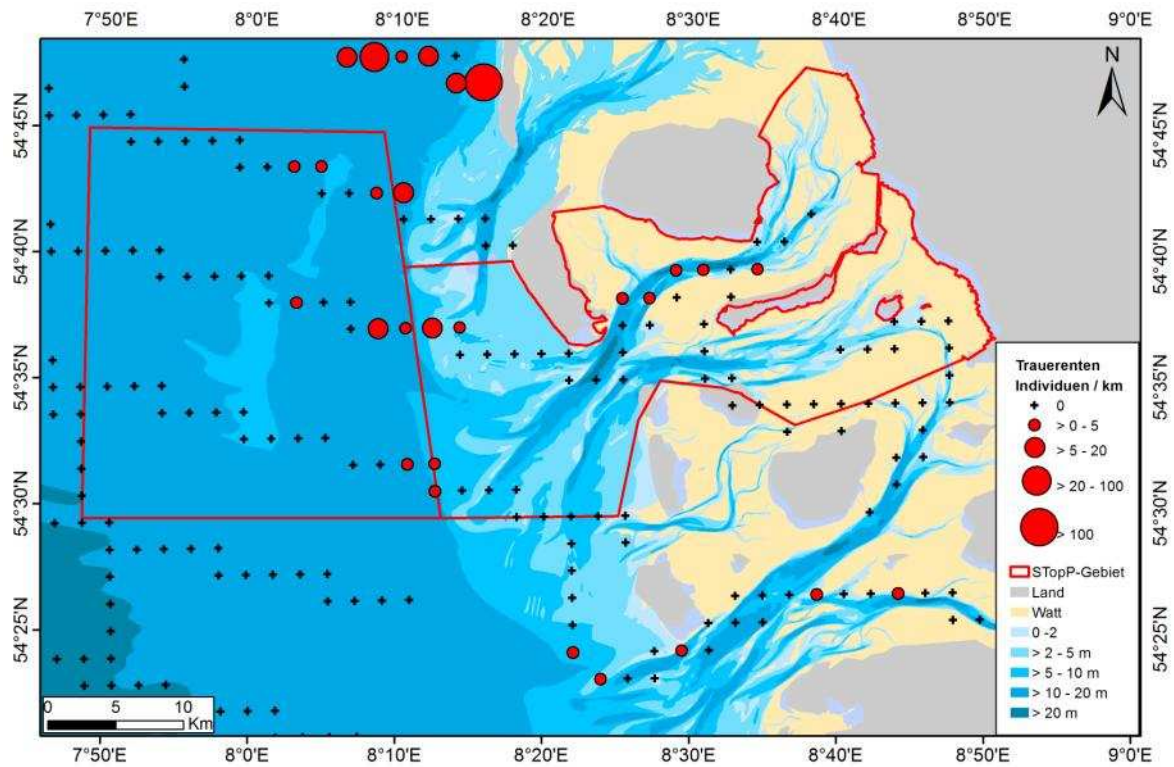 7°50'E 8°0'E 8°10'E 8°20'E 8°30'E 8°40'E 8°50'E 9°0'E
N
54°45'N 54°45'N
54°40'N 54°40'N
54°35'N 54°35'N
54°30'N 54°30'N
54°25'N 54°25'N
Trauerenten
Individuen / km
0
> 0 - 5
> 5 - 20
> 20 - 100
> 100
STopP-Gebiet
Land
Watt
0 -2
> 2 - 5 m
> 5 - 10 m
> 10 - 20 m
> 20 m
0 5 10
Km
7°50'E 8°0'E 8°10'E 8°20'E 8°30'E 8°40'E 8°50'E 9°0'E